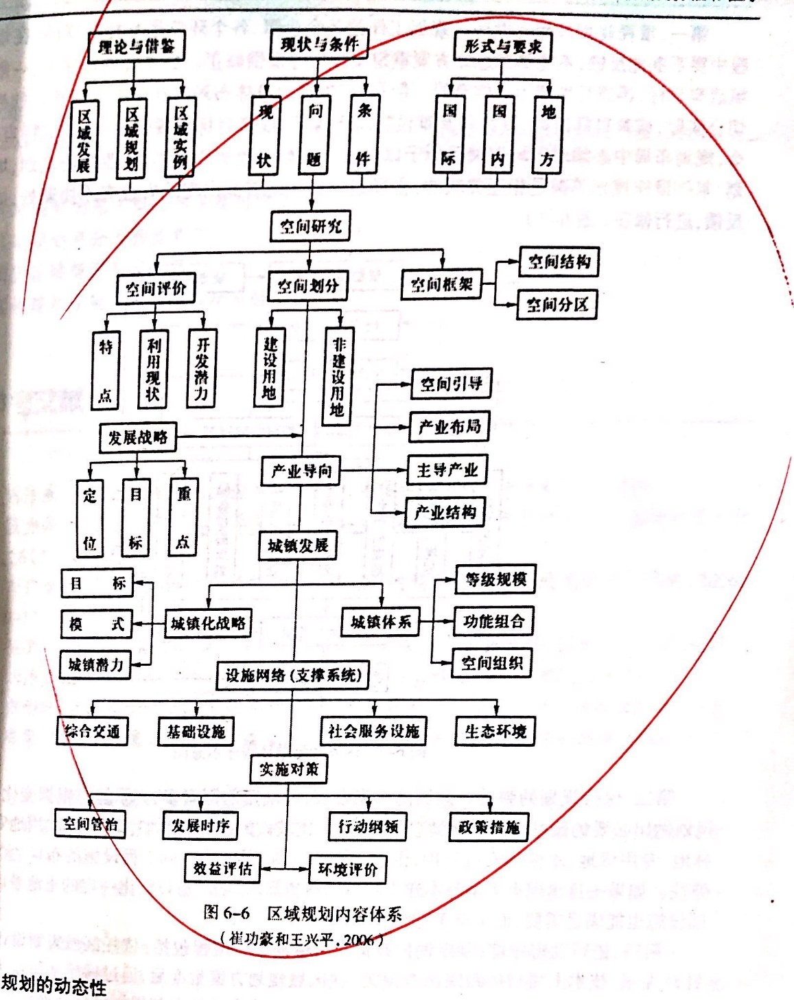 理论与借鉴 现状与条件 形式与要求
区域发展 区域规划 区域实例 现状 问题 条件 国际 国内 地方
空间研究
空间评价 空间划分 空间框架 空间结构
空间分区
特点 利用现状 开发潜力 建设用地 非建设用地
空间引导
产业布局
发展战略
产业导向 主导产业
定位 目标 重点
产业结构
城镇发展
目 标 等级规模
模 式 城镇化战略 城镇体系 功能组合
城镇潜力 空间组织
设施网络(支撑系统)
综合交通 基础设施 社会服务设施 生态环境
实施对策
空间管治 发展时序 行动纲领 政策措施
效益评估 环境评价
图 6-6 区域规划内容体系
(崔功豪和王兴平,2006)
规划的动态性